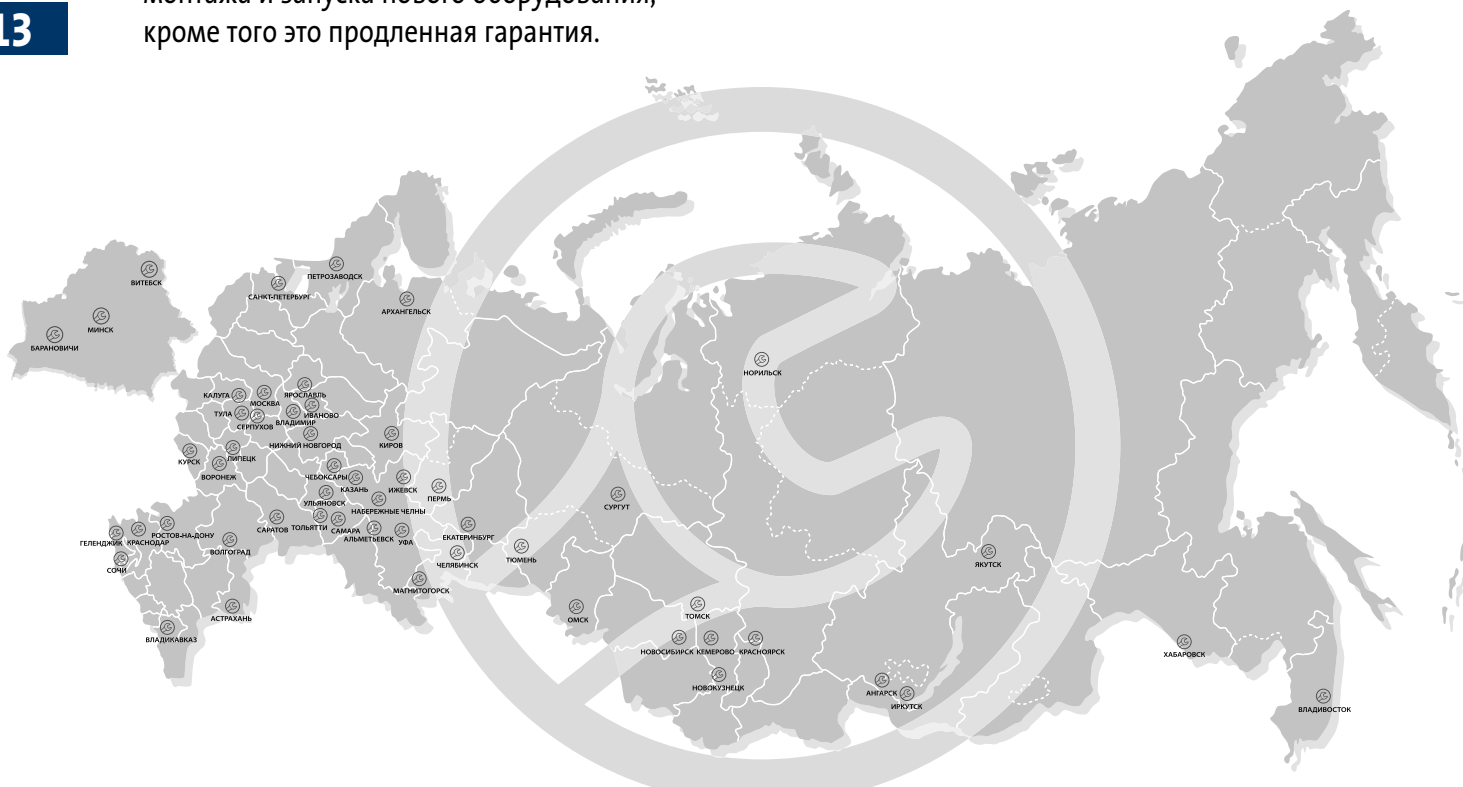 монтажа и запуска нового оборудования,
13
кроме того это продленная гарантия.
ВИТЕБСК
МИНСК
БАРАНОВИЧИ
ПЕТРОЗАВОДСК
САНКТ-ПЕТЕРБУРГ
АРХАНГЕЛЬСК
НОРИЛЬСК
КАЛУГА
МОСКВА
ЯРОСЛАВЛЬ
ИВАНОВО
ТУЛА
СЕРПУХОВ
ВЛАДИМИР
НИЖНИЙ НОВГОРОД
КИРОВ
КУРСК
ЛИПЕЦК
ВОРОНЕЖ
ЧЕБОКСАРЫ
КАЗАНЬ
ИЖЕВСК
ПЕРМЬ
УЛЬЯНОВСК
НАБЕРЕЖНЫЕ ЧЕЛНЫ
СУРГУТ
ГЕЛЕНДЖИК
КРАСНОДАР
РОСТОВ-НА-ДОНУ
САРАТОВ
ТОЛЬЯТТИ
САМАРА
АЛЬМЕТЬЕВСК
УФА
ЕКАТЕРИНБУРГ
ВОЛГОГРАД
СОЧИ
ЧЕЛЯБИНСК
ТЮМЕНЬ
ЯКУТСК
МАГНИТОГОРСК
АСТРАХАНЬ
ВЛАДИКАВКАЗ
ОМСК
ТОМСК
НОВОСИБИРСК
КЕМЕРОВО
КРАСНОЯРСК
НОВОКУЗНЕЦК
АНГАРСК
ИРКУТСК
ХАБАРОВСК
ВЛАДИВОСТОК